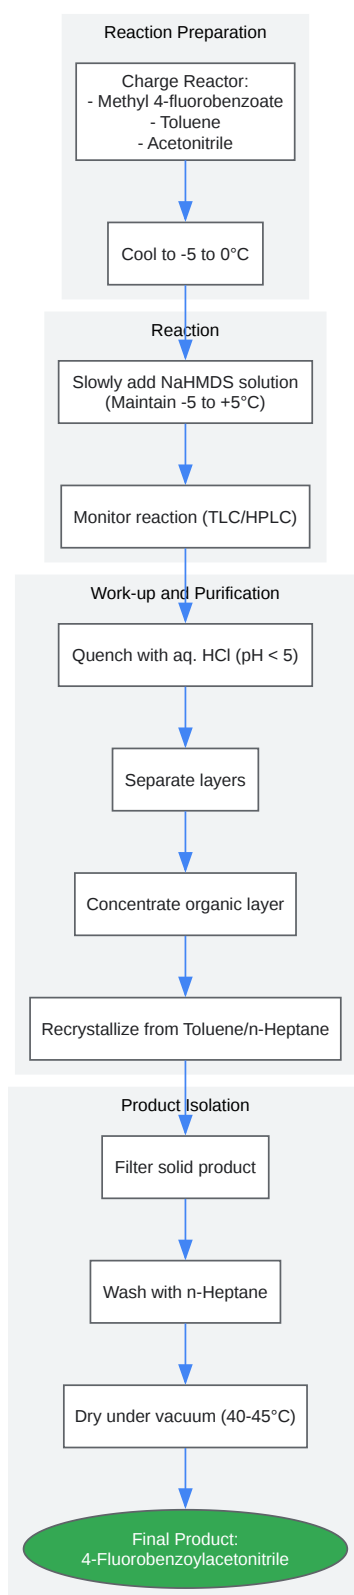 Reaction Preparation
Charge Reactor:
- Methyl 4-fluorobenzoate
- Toluene
- Acetonitrile
Cool to -5 to 0°C
Reaction
Slowly add NaHMDS solution
(Maintain -5 to +5°C)
Monitor reaction (TLC/HPLC)
Work-up and Purification
Quench with aq. HCl (pH < 5)
Separate layers
Concentrate organic layer
Recrystallize from Toluene/n-Heptane
Product Isolation
Filter solid product
Wash with n-Heptane
Dry under vacuum (40-45°C)
Final Product:
4-Fluorobenzoylacetonitrile